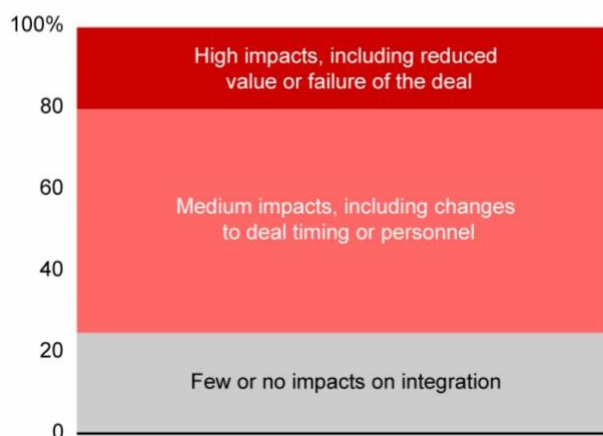 100%
High impacts, including reduced
value or failure of the deal
80
60
Medium impacts, including changes
to deal timing or personnel
40
20
Few or no impacts on integration
0